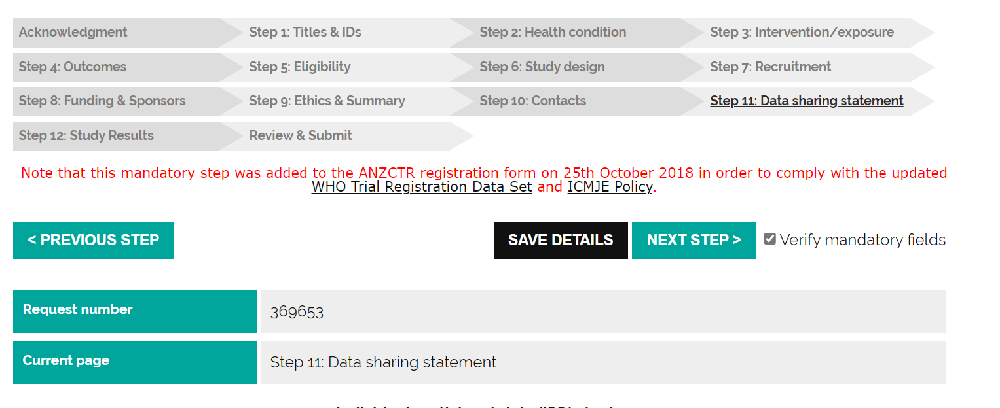 Acknowledgment Step 1: Titles & IDs Step 2: Health condition Step 3: Intervention/exposure
Step 4: Outcomes Step 5: Eligibility Step 6: Study design Step 7: Recruitment
Step 8: Funding & Sponsors Step 9: Ethics & Summary Step 10: Contacts Step 11: Data sharing statement
Step 12: Study Results Review & Submit
Note that this mandatory step was added to the ANZCTR registration form on 25th October 2018 in order to comply with the updated
WHO Trial Registration Data Set and ICMJE Policy.
< PREVIOUS STEP SAVE DETAILS NEXT STEP > Verify mandatory fields
Request number 369653
Current page Step 11: Data sharing statement